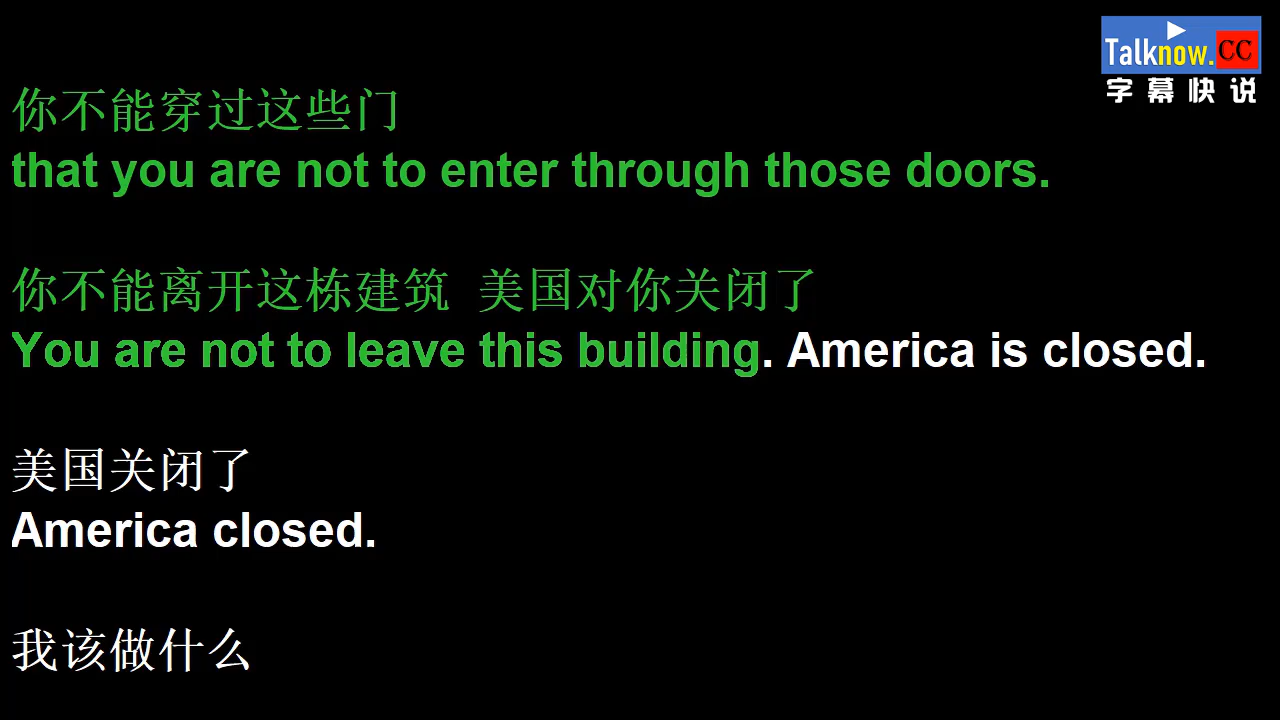 Talknow.CC
字幕快说
你不能穿过这些门
that you are not to enter through those doors.
你不能离开这栋建筑 美国对你关闭了
You are not to leave this building. America is closed.
美国关闭了
America closed.
我该做什么